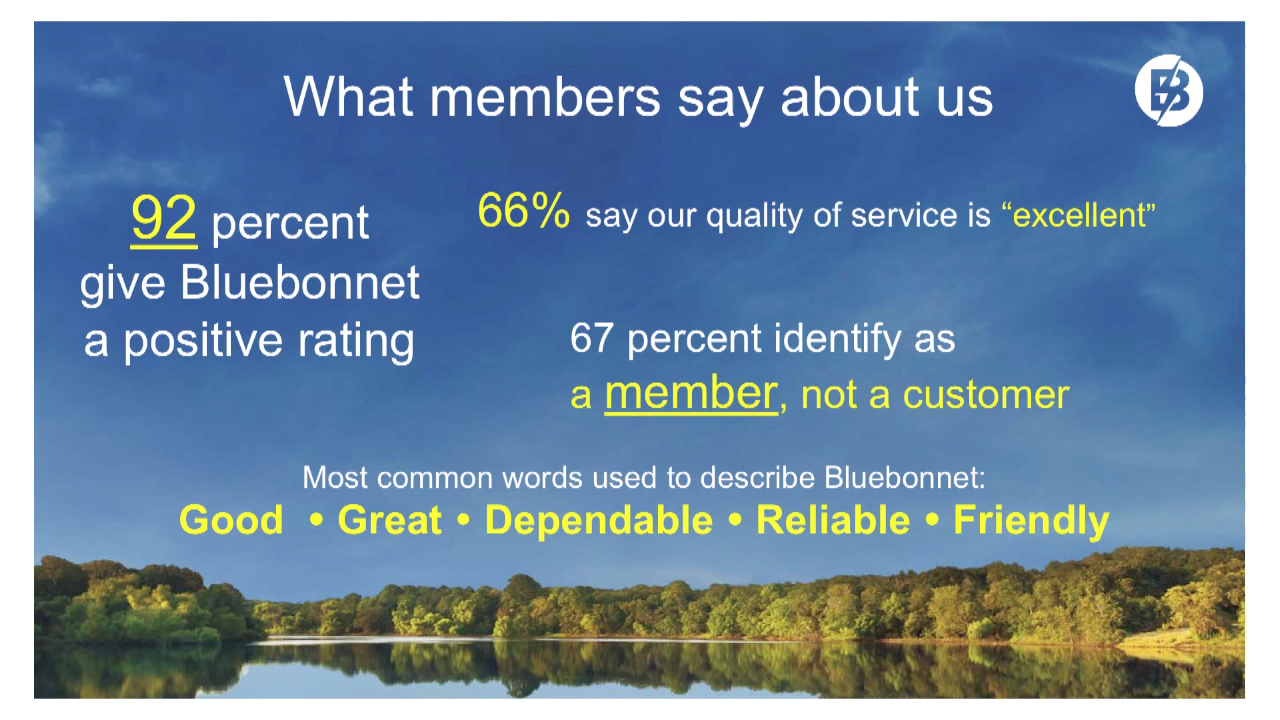 What members say about us
92 percent
give Bluebonnet
a positive rating
66% say our quality of service is “excellent”
67 percent identify as
a member, not a customer
Most common words used to describe Bluebonnet:
Good • Great • Dependable • Reliable • Friendly